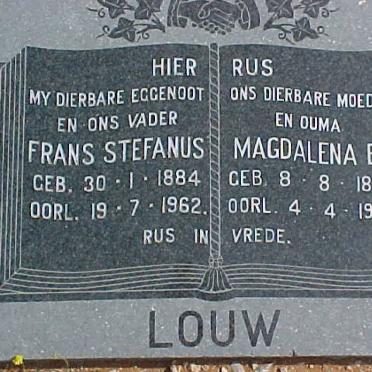 HIER RUS
MY DIERBARE EGGENOOT
EN ONS VADER
FRANS STEFANUS
GEB. 30 · 1 · 1884
OORL. 19 · 7 · 1962.
ONS DIERBARE MOED
EN OUMA
MAGDALENA
GEB. 8 · 8 · 18
OORL. 4 · 4 · 19
RUS IN VREDE.
LOUW